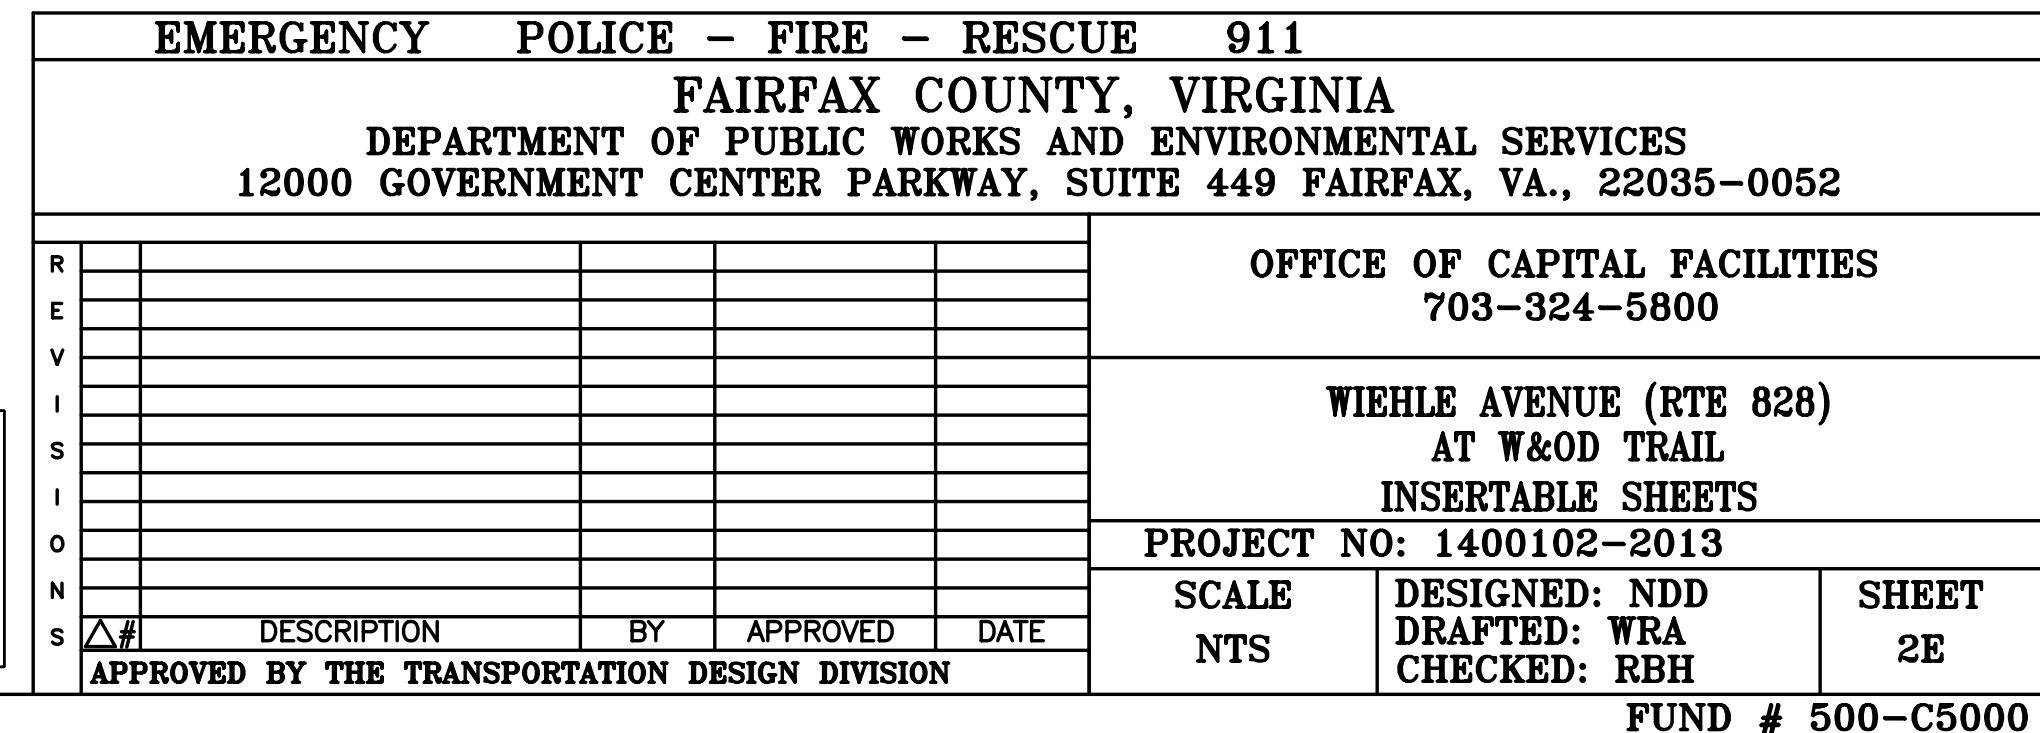 EMERGENCY POLICE - FIRE - RESCUE 911
FAIRFAX COUNTY, VIRGINIA
DEPARTMENT OF PUBLIC WORKS AND ENVIRONMENTAL SERVICES
12000 GOVERNMENT CENTER PARKWAY, SUITE 449 FAIRFAX, VA., 22035-0052
REVISIONS
△# DESCRIPTION BY APPROVED DATE
APPROVED BY THE TRANSPORTATION DESIGN DIVISION
OFFICE OF CAPITAL FACILITIES
703-324-5800
WIEHLE AVENUE (RTE 828)
AT W&OD TRAIL
INSERTABLE SHEETS
PROJECT NO: 1400102-2013
SCALE
NTS
DESIGNED: NDD
DRAFTED: WRA
CHECKED: RBH
SHEET
2E
FUND # 500-C5000